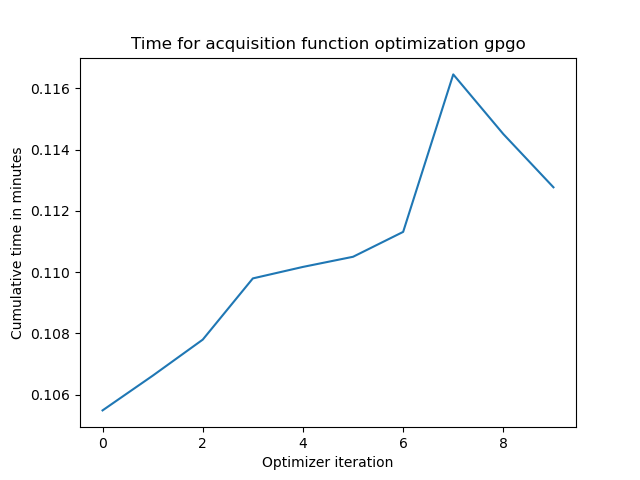 Time for acquisition function optimization gpgo
Cumulative time in minutes
0.116
0.114
0.112
0.110
0.108
0.106
0 2 4 6 8
Optimizer iteration